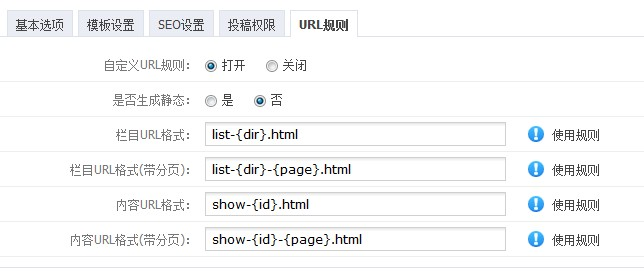 基本选项 模板设置 SEO设置 投稿权限 URL规则
自定义URL规则： 打开 关闭
是否生成静态： 是 否
栏目URL格式： list-{dir}.html 使用规则
栏目URL格式(带分页)： list-{dir}-{page}.html 使用规则
内容URL格式： show-{id}.html 使用规则
内容URL格式(带分页)： show-{id}-{page}.html 使用规则